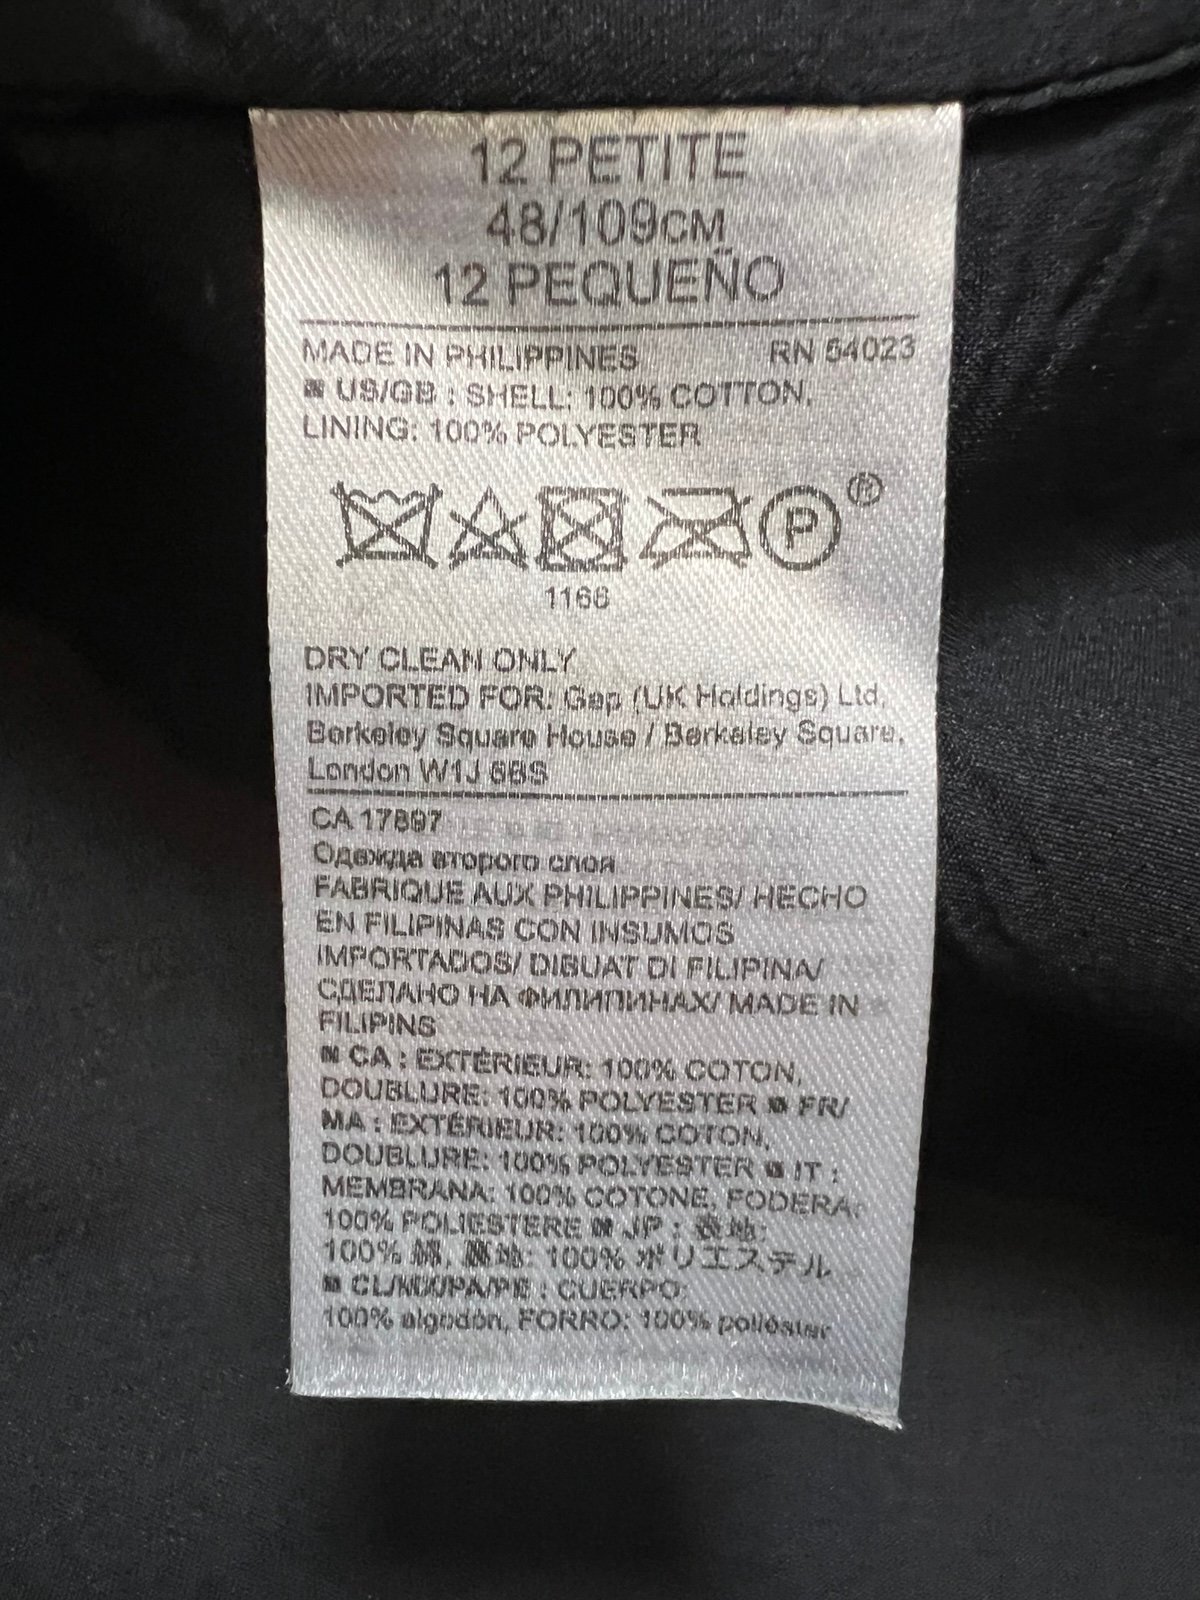 12 PETITE
48/109CM
12 PEQUEÑO
MADE IN PHILIPPINES RN 54023
US/GB : SHELL: 100% COTTON,
LINING: 100% POLYESTER
P ®
1166
DRY CLEAN ONLY
IMPORTED FOR: Gap (UK Holdings) Ltd,
Berkeley Square House / Berkeley Square,
London W1J 6BS
CA 17897
Одежда второго слоя
FABRIQUE AUX PHILIPPINES/ HECHO
EN FILIPINAS CON INSUMOS
IMPORTADOS/ DIBUAT DI FILIPINA/
СДЕЛАНО НА ФИЛИПИНАХ/ MADE IN
FILIPINS
CA : EXTÉRIEUR: 100% COTON,
DOUBLURE: 100% POLYESTER FR/
MA : EXTÉRIEUR: 100% COTON,
DOUBLURE: 100% POLYESTER IT :
MEMBRANA: 100% COTONE, FODERA:
100% POLIESTERE JP : 表地:
100% 綿, 裏地: 100% ポリエステル
CL/MX/PA/PE : CUERPO:
100% algodón, FORRO: 100% poliéster